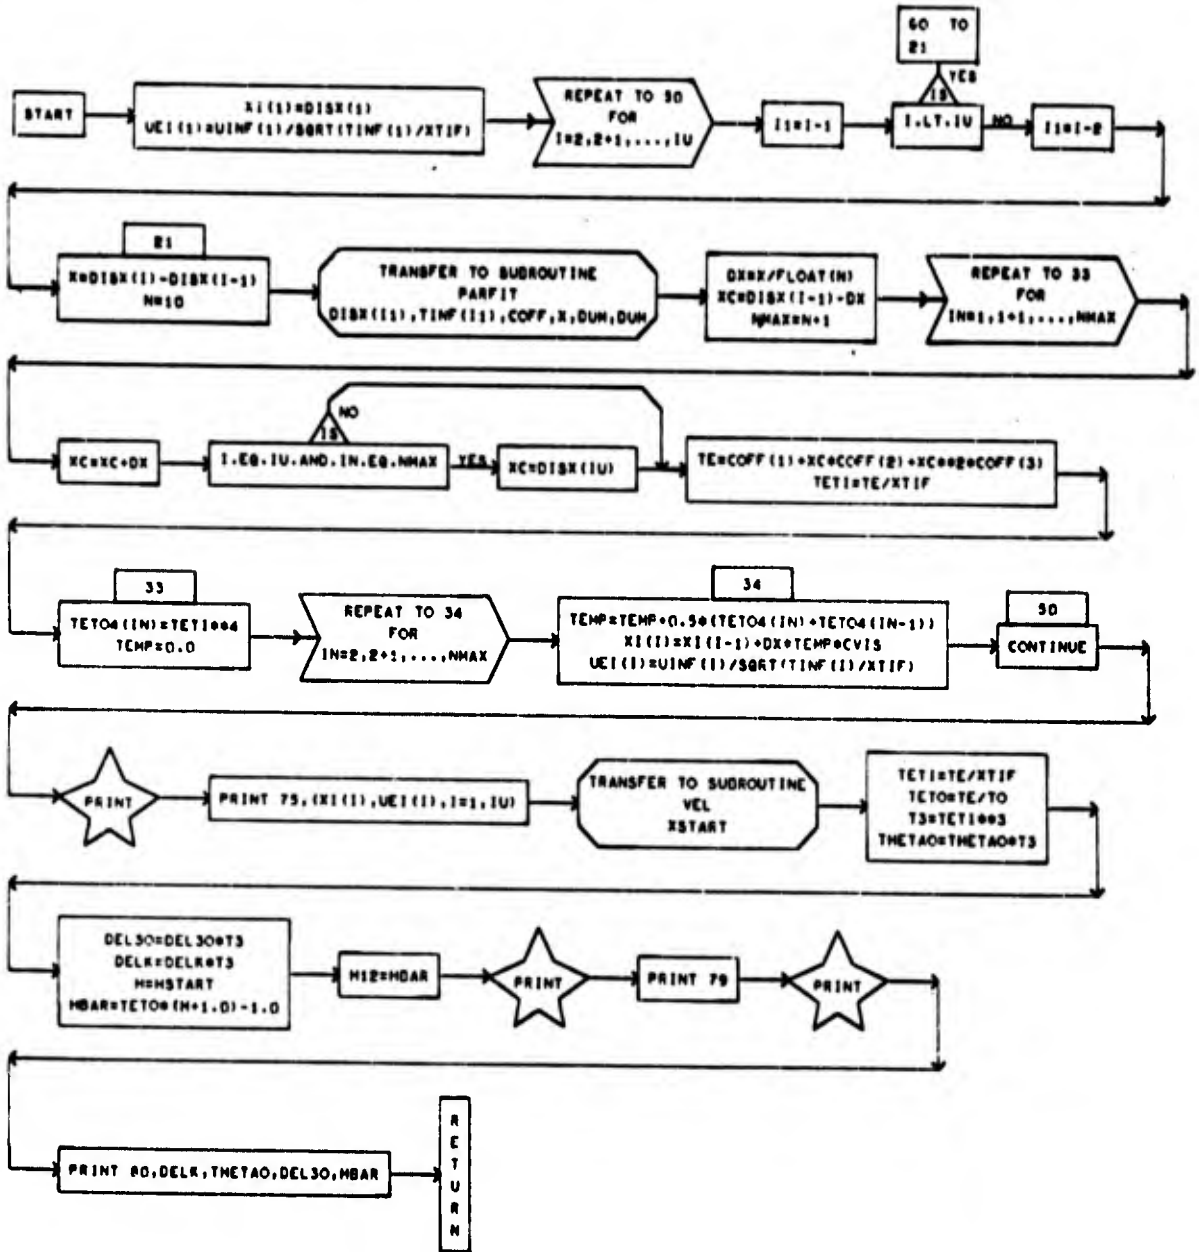 GO TO
21
START
XI(1)=DISX(1)
UEI(1)=UINF(1)/SQRT(TINF(1)/XTIF)
REPEAT TO 50
FOR
I=2,2+1,...,IU
I1=I-1
IS
YES
I.LT.IU
NO
I1=I-2
21
X=DISX(I)-DISX(I-1)
N=10
TRANSFER TO SUBROUTINE
PARFIT
DISX(I1),TINF(I1),COFF,X,DUM,DUM
DX=X/FLOAT(N)
XC=DISX(I-1)-DX
NMAX=N+1
REPEAT TO 33
FOR
IN=1,1+1,...,NMAX
XC=XC+DX
IS
NO
I.EQ.IU.AND.IN.EQ.NMAX
YES
XC=DISX(IU)
TE=COFF(1)+XC*COFF(2)+XC**2*COFF(3)
TETI=TE/XTIF
33
TETO4(IN)=TETI**4
TEMP=0.0
REPEAT TO 34
FOR
IN=2,2+1,...,NMAX
34
TEMP=TEMP+0.5*(TETO4(IN)+TETO4(IN-1))
XI(I)=XI(I-1)+DX*TEMP*CVIS
UEI(I)=UINF(I)/SQRT(TINF(I)/XTIF)
50
CONTINUE
PRINT
PRINT 75,(XI(I),UEI(I),I=1,IU)
TRANSFER TO SUBROUTINE
VEL
XSTART
TETI=TE/XTIF
TETO=TE/TO
T3=TETI**3
THETAO=THETAO*T3
DEL3O=DEL3O*T3
DELK=DELK*T3
H=HSTART
HBAR=TETO*(H+1.0)-1.0
H12=HBAR
PRINT
PRINT 79
PRINT
PRINT 80,DELK,THETAO,DEL3O,HBAR
RETURN